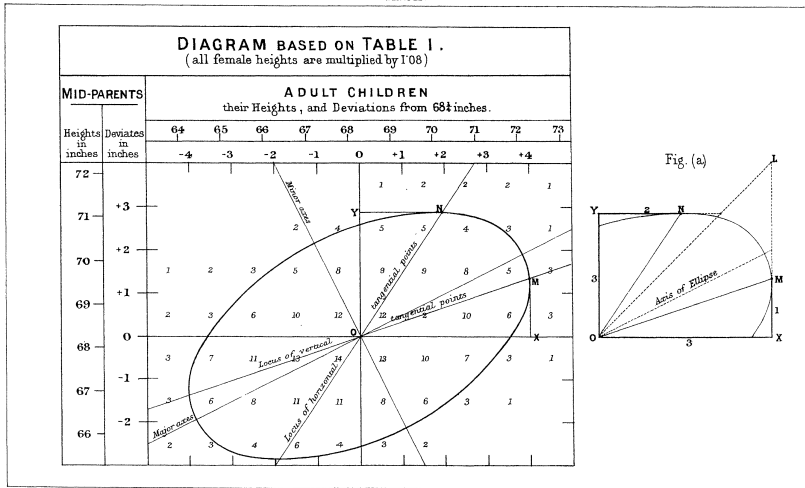 DIAGRAM BASED ON TABLE I.
(all female heights are multiplied by 1·08)
MID-PARENTS
ADULT CHILDREN
their Heights, and Deviations from 68¼ inches.
Heights in inches
Deviates in inches
64 65 66 67 68 69 70 71 72 73
-4 -3 -2 -1 0 +1 +2 +3 +4
72
1 2 2 2 1
71 +3
Y N
2 4 5 5 4 3 1
+2
70
1 2 3 5 8 9 9 8 5 3
+1
M
69
2 3 6 10 12 12 2 10 6 3
0
O X
68
3 7 11 13 14 13 10 7 3 1
-1
67
3 6 8 11 11 8 6 3 1
-2
66
2 3 4 6 4 3 2
Minor axes
tangencial points
tangential points
Locus of vertical
Locus of horizontal
Major axes
Fig. (a)
L
Y 2 N
3
Axis of Ellipse
M
1
O 3 X